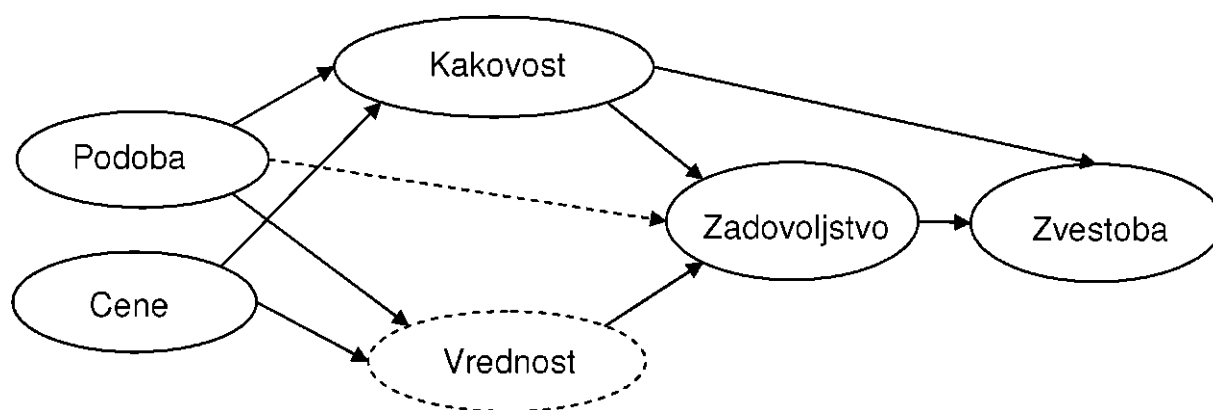 Kakovost
Podoba
Zadovoljstvo
Zvestoba
Cene
Vrednost